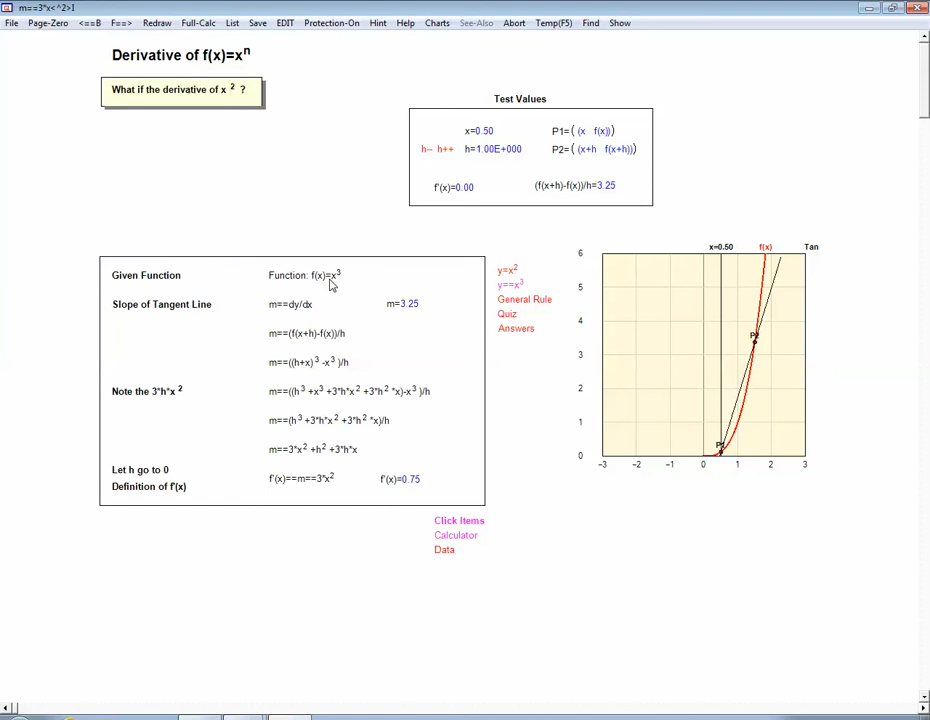 m==3*x<^2>I
File Page-Zero <==B F==> Redraw Full-Calc List Save EDIT Protection-On Hint Help Charts See-Also Abort Temp(F5) Find Show
Derivative of f(x)=xⁿ
What if the derivative of x ² ?
Test Values
x=0.50 P1=( (x f(x))
h-- h++ h=1.00E+000 P2=( (x+h f(x+h))
f'(x)=0.00 (f(x+h)-f(x))/h=3.25
Given Function Function: f(x)=x³
Slope of Tangent Line m==dy/dx m=3.25
m==(f(x+h)-f(x))/h
m==((h+x)³ -x³ )/h
Note the 3*h*x ² m==((h³ +x³ +3*h*x² +3*h² *x)-x³ )/h
m==(h³ +3*h*x² +3*h² *x)/h
m==3*x² +h² +3*h*x
Let h go to 0
Definition of f'(x) f'(x)==m==3*x² f'(x)=0.75
y=x²
y==x³
General Rule
Quiz
Answers
Click Items
Calculator
Data
x=0.50 f(x) Tan
6
5
4
3
2
1
0
P2
−3 −2 −1 0 1 2 3